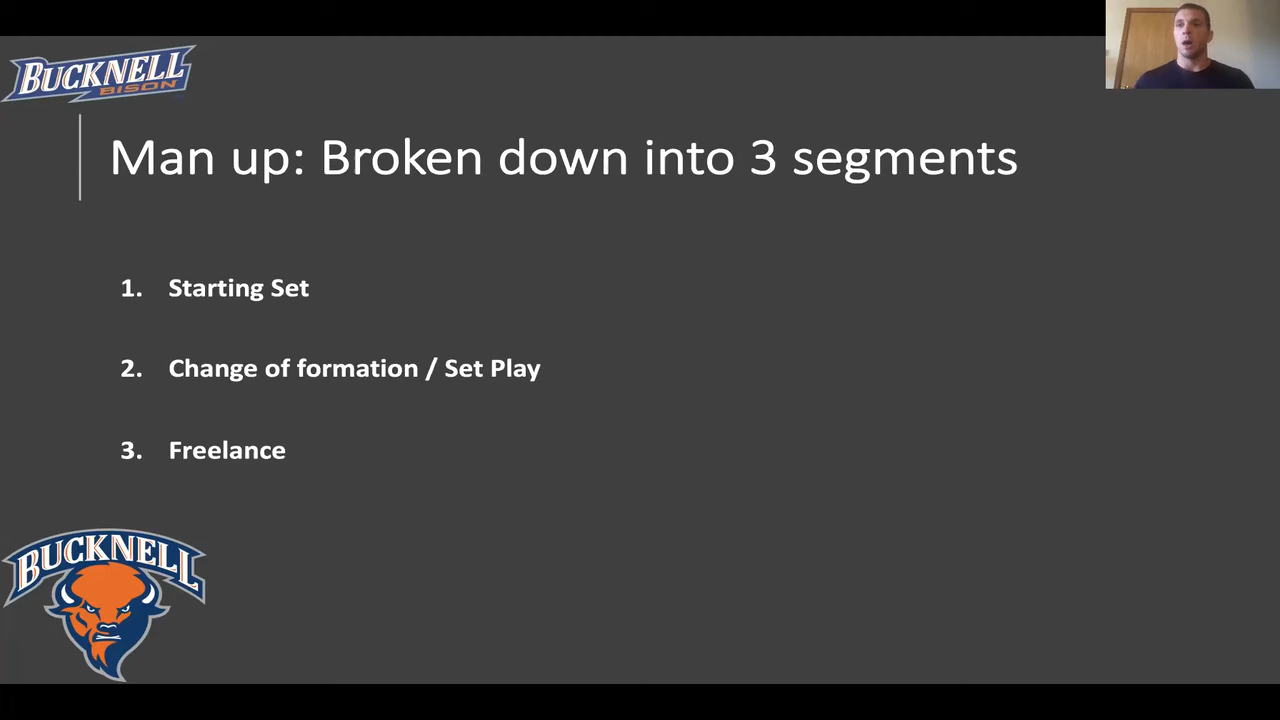 BUCKNELL
BISON
Man up: Broken down into 3 segments
1. Starting Set
2. Change of formation / Set Play
3. Freelance
BUCKNELL